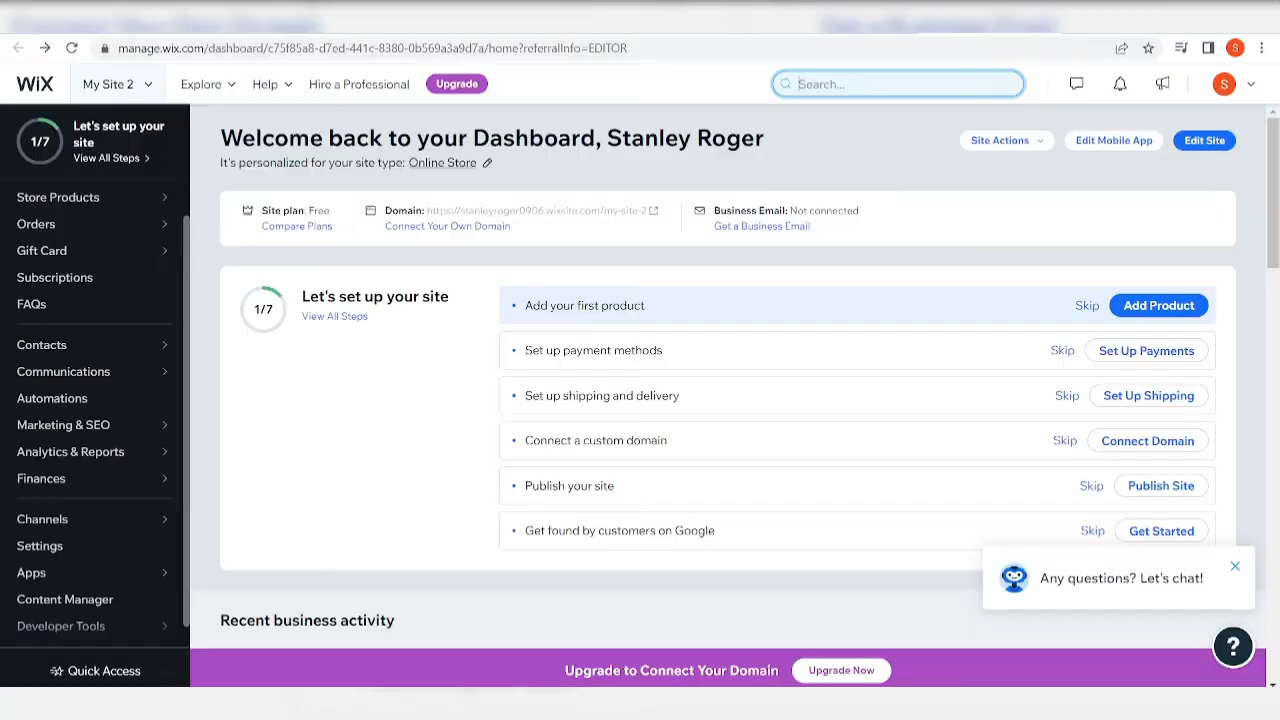 manage.wix.com/dashboard/c75f85a8-d7ed-441c-8380-0b569a3a9d7a/home?referralInfo=EDITOR
S
WiX
My Site 2
Explore
Help
Hire a Professional
Upgrade
Search...
S
1/7
Let's set up your site
View All Steps
Store Products
Orders
Gift Card
Subscriptions
FAQs
Contacts
Communications
Automations
Marketing & SEO
Analytics & Reports
Finances
Channels
Settings
Apps
Content Manager
Developer Tools
Quick Access
Welcome back to your Dashboard, Stanley Roger
It's personalized for your site type: Online Store
Site Actions
Edit Mobile App
Edit Site
Site plan: Free
Compare Plans
Domain: https://stanleyroger0906.wixsite.com/my-site-2
Connect Your Own Domain
Business Email: Not connected
Get a Business Email
1/7
Let's set up your site
View All Steps
Add your first product Skip Add Product
Set up payment methods Skip Set Up Payments
Set up shipping and delivery Skip Set Up Shipping
Connect a custom domain Skip Connect Domain
Publish your site Skip Publish Site
Get found by customers on Google Skip Get Started
Any questions? Let's chat!
?
Recent business activity
Upgrade to Connect Your Domain Upgrade Now